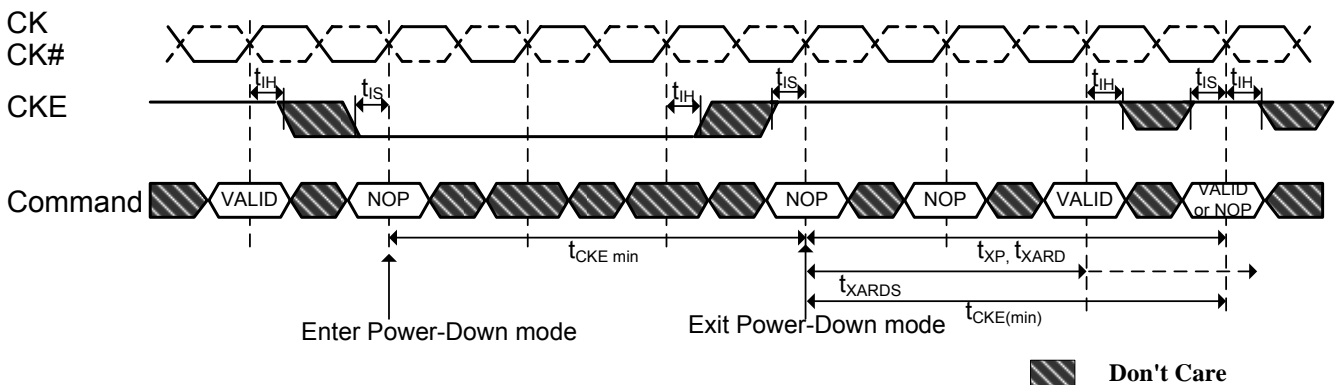 CK
CK#
tIH
tIS
tIH
tIS
tIH
tIS
tIH
CKE
Command
VALID
NOP
NOP
NOP
VALID
VALID
or NOP
tCKE min
tXP, tXARD
tXARDS
tCKE(min)
Enter Power-Down mode
Exit Power-Down mode
Don't Care